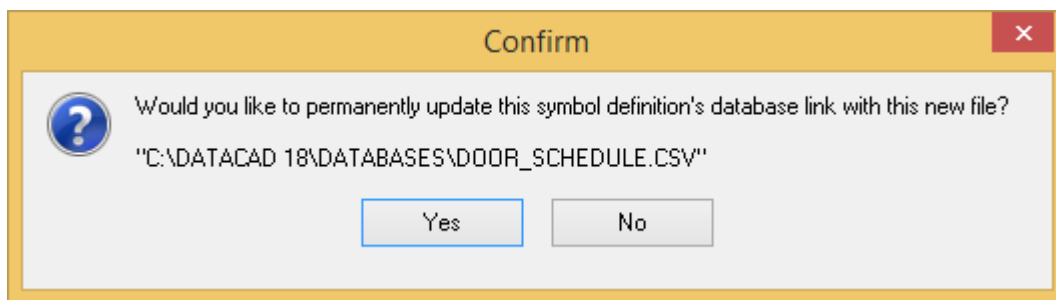 Confirm
Would you like to permanently update this symbol definition's database link with this new file?
"C:\DATACAD 18\DATABASES\DOOR_SCHEDULE.CSV"
Yes No